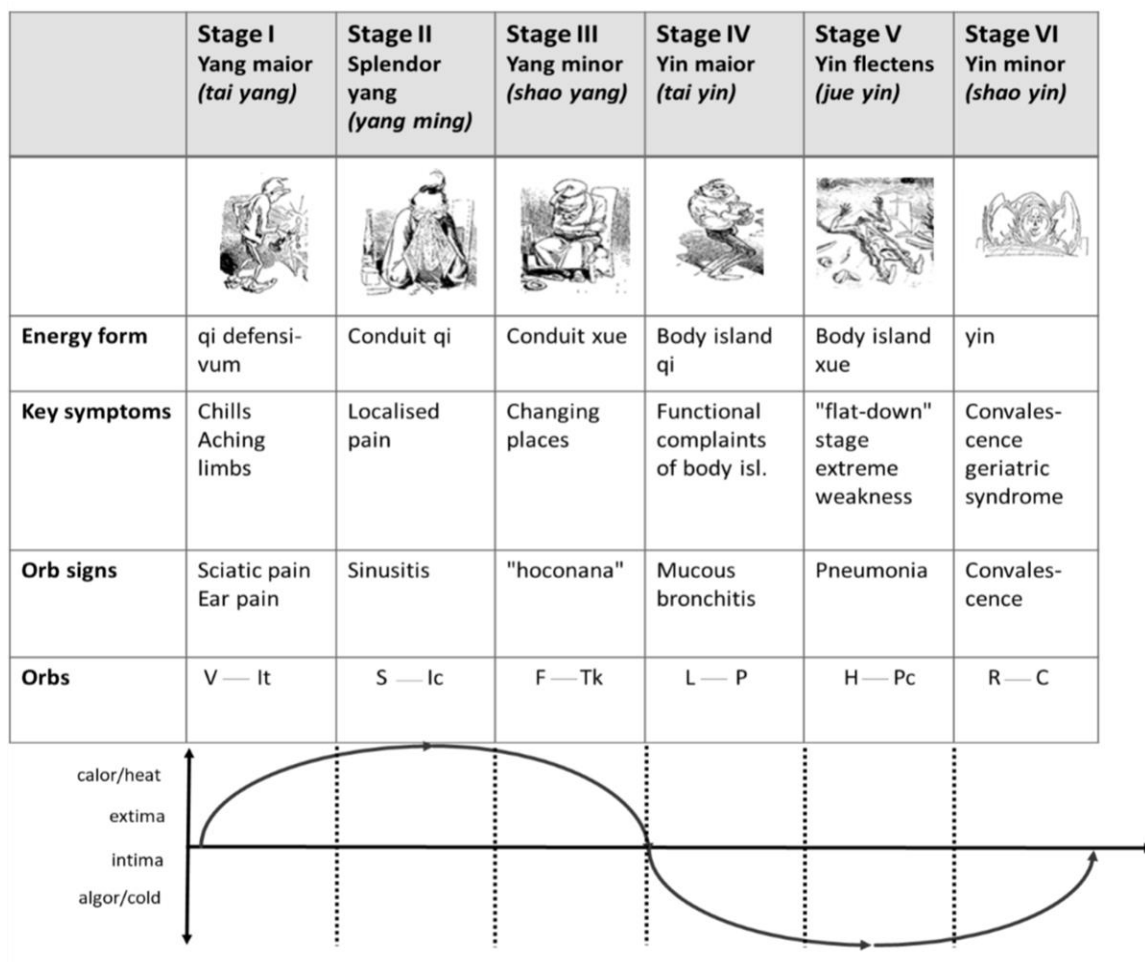 Stage I
Yang maior
(tai yang)
Stage II
Splendor
yang
(yang ming)
Stage III
Yang minor
(shao yang)
Stage IV
Yin maior
(tai yin)
Stage V
Yin flectens
(jue yin)
Stage VI
Yin minor
(shao yin)
Energy form
qi defensi-
vum
Conduit qi
Conduit xue
Body island
qi
Body island
xue
yin
Key symptoms
Chills
Aching
limbs
Localised
pain
Changing
places
Functional
complaints
of body isl.
"flat-down"
stage
extreme
weakness
Convales-
cence
geriatric
syndrome
Orb signs
Sciatic pain
Ear pain
Sinusitis
"hoconana"
Mucous
bronchitis
Pneumonia
Convales-
cence
Orbs
V — It
S — Ic
F — Tk
L — P
H — Pc
R — C
calor/heat
extima
intima
algor/cold